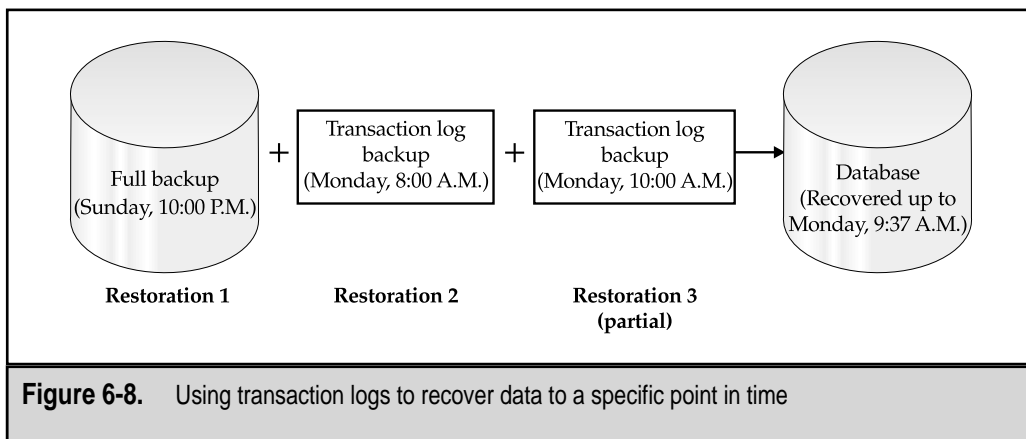 Full backup
(Sunday, 10:00 P.M.)
+
Transaction log
backup
(Monday, 8:00 A.M.)
+
Transaction log
backup
(Monday, 10:00 A.M.)
Database
(Recovered up to
Monday, 9:37 A.M.)
Restoration 1
Restoration 2
Restoration 3
(partial)
Figure 6-8. Using transaction logs to recover data to a specific point in time